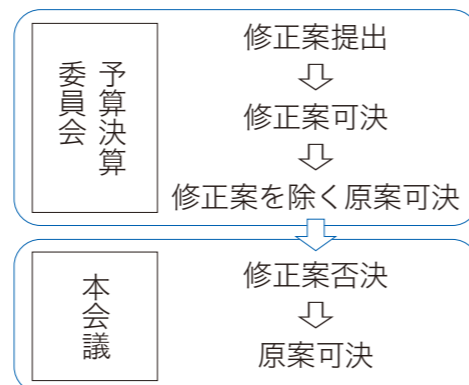 予算決算
委員会
修正案提出
修正案可決
修正案を除く原案可決
本会議
修正案否決
原案可決